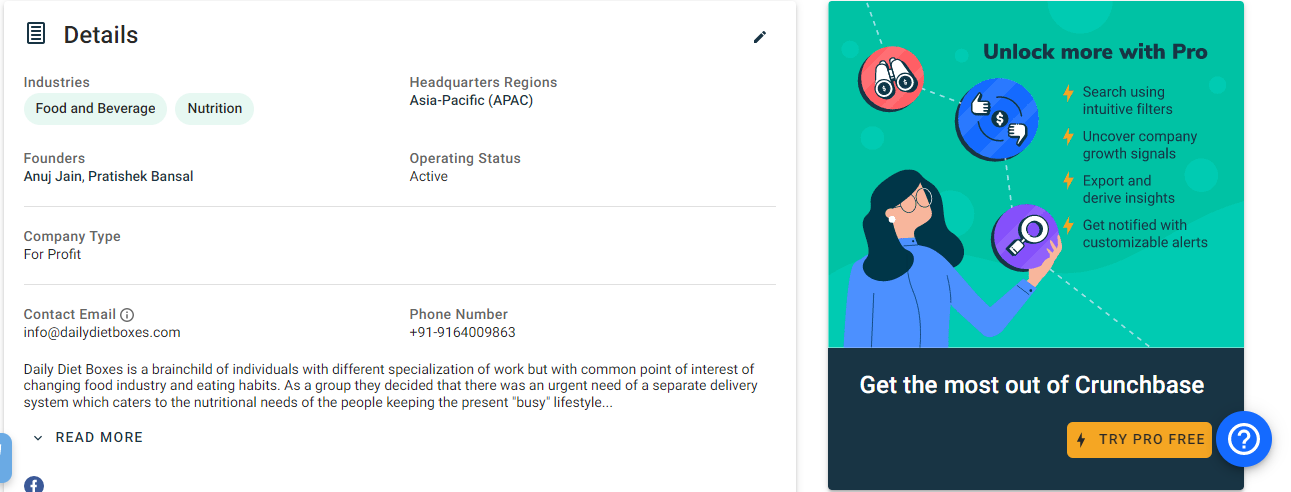 Details
Industries
Food and Beverage
Nutrition
Headquarters Regions
Asia-Pacific (APAC)
Founders
Anuj Jain, Pratishek Bansal
Operating Status
Active
Company Type
For Profit
Contact Email
info@dailydietboxes.com
Phone Number
+91-9164009863
Daily Diet Boxes is a brainchild of individuals with different specialization of work but with common point of interest of
changing food industry and eating habits. As a group they decided that there was an urgent need of a separate delivery
system which caters to the nutritional needs of the people keeping the present "busy" lifestyle...
READ MORE
Unlock more with Pro
Search using
intuitive filters
Uncover company
growth signals
Export and
derive insights
Get notified with
customizable alerts
Get the most out of Crunchbase
TRY PRO FREE